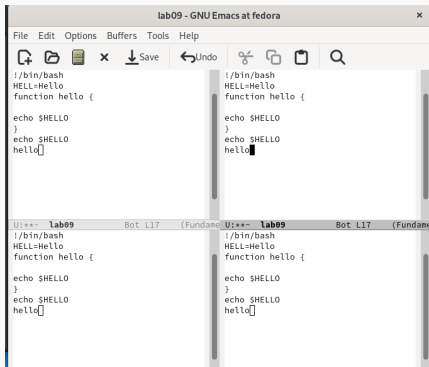 lab09 - GNU Emacs at fedora ×
File Edit Options Buffers Tools Help
Save Undo
!/bin/bash
HELL=Hello
function hello {
echo $HELLO
}
echo $HELLO
hello
!/bin/bash
HELL=Hello
function hello {
echo $HELLO
}
echo $HELLO
hello
U:**- lab09 Bot L17 (Fundame
U:**- lab09 Bot L17 (Fundame
!/bin/bash
HELL=Hello
function hello {
echo $HELLO
}
echo $HELLO
hello
!/bin/bash
HELL=Hello
function hello {
echo $HELLO
}
echo $HELLO
hello